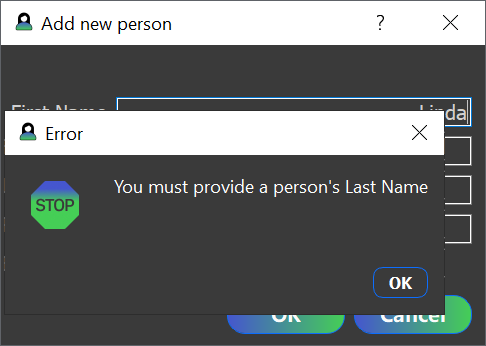 Add new person
?
First Name
Linda
Error
STOP
You must provide a person's Last Name
OK
OK Cancel